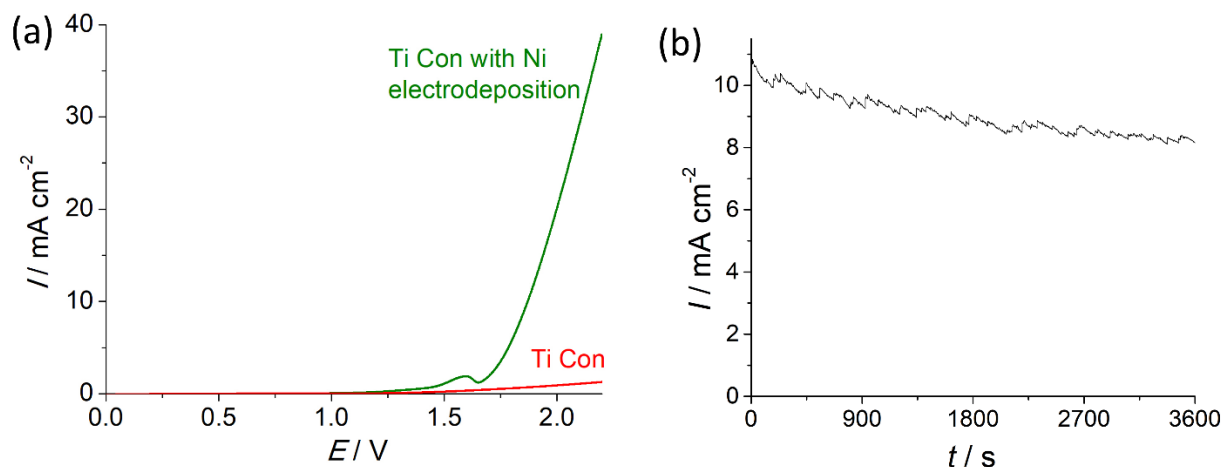 (a)
I / mA cm⁻²
40
30
20
10
0
Ti Con with Ni
electrodeposition
Ti Con
0.0 0.5 1.0 1.5 2.0
E / V
(b)
I / mA cm⁻²
10
8
6
4
2
0
0 900 1800 2700 3600
t / s